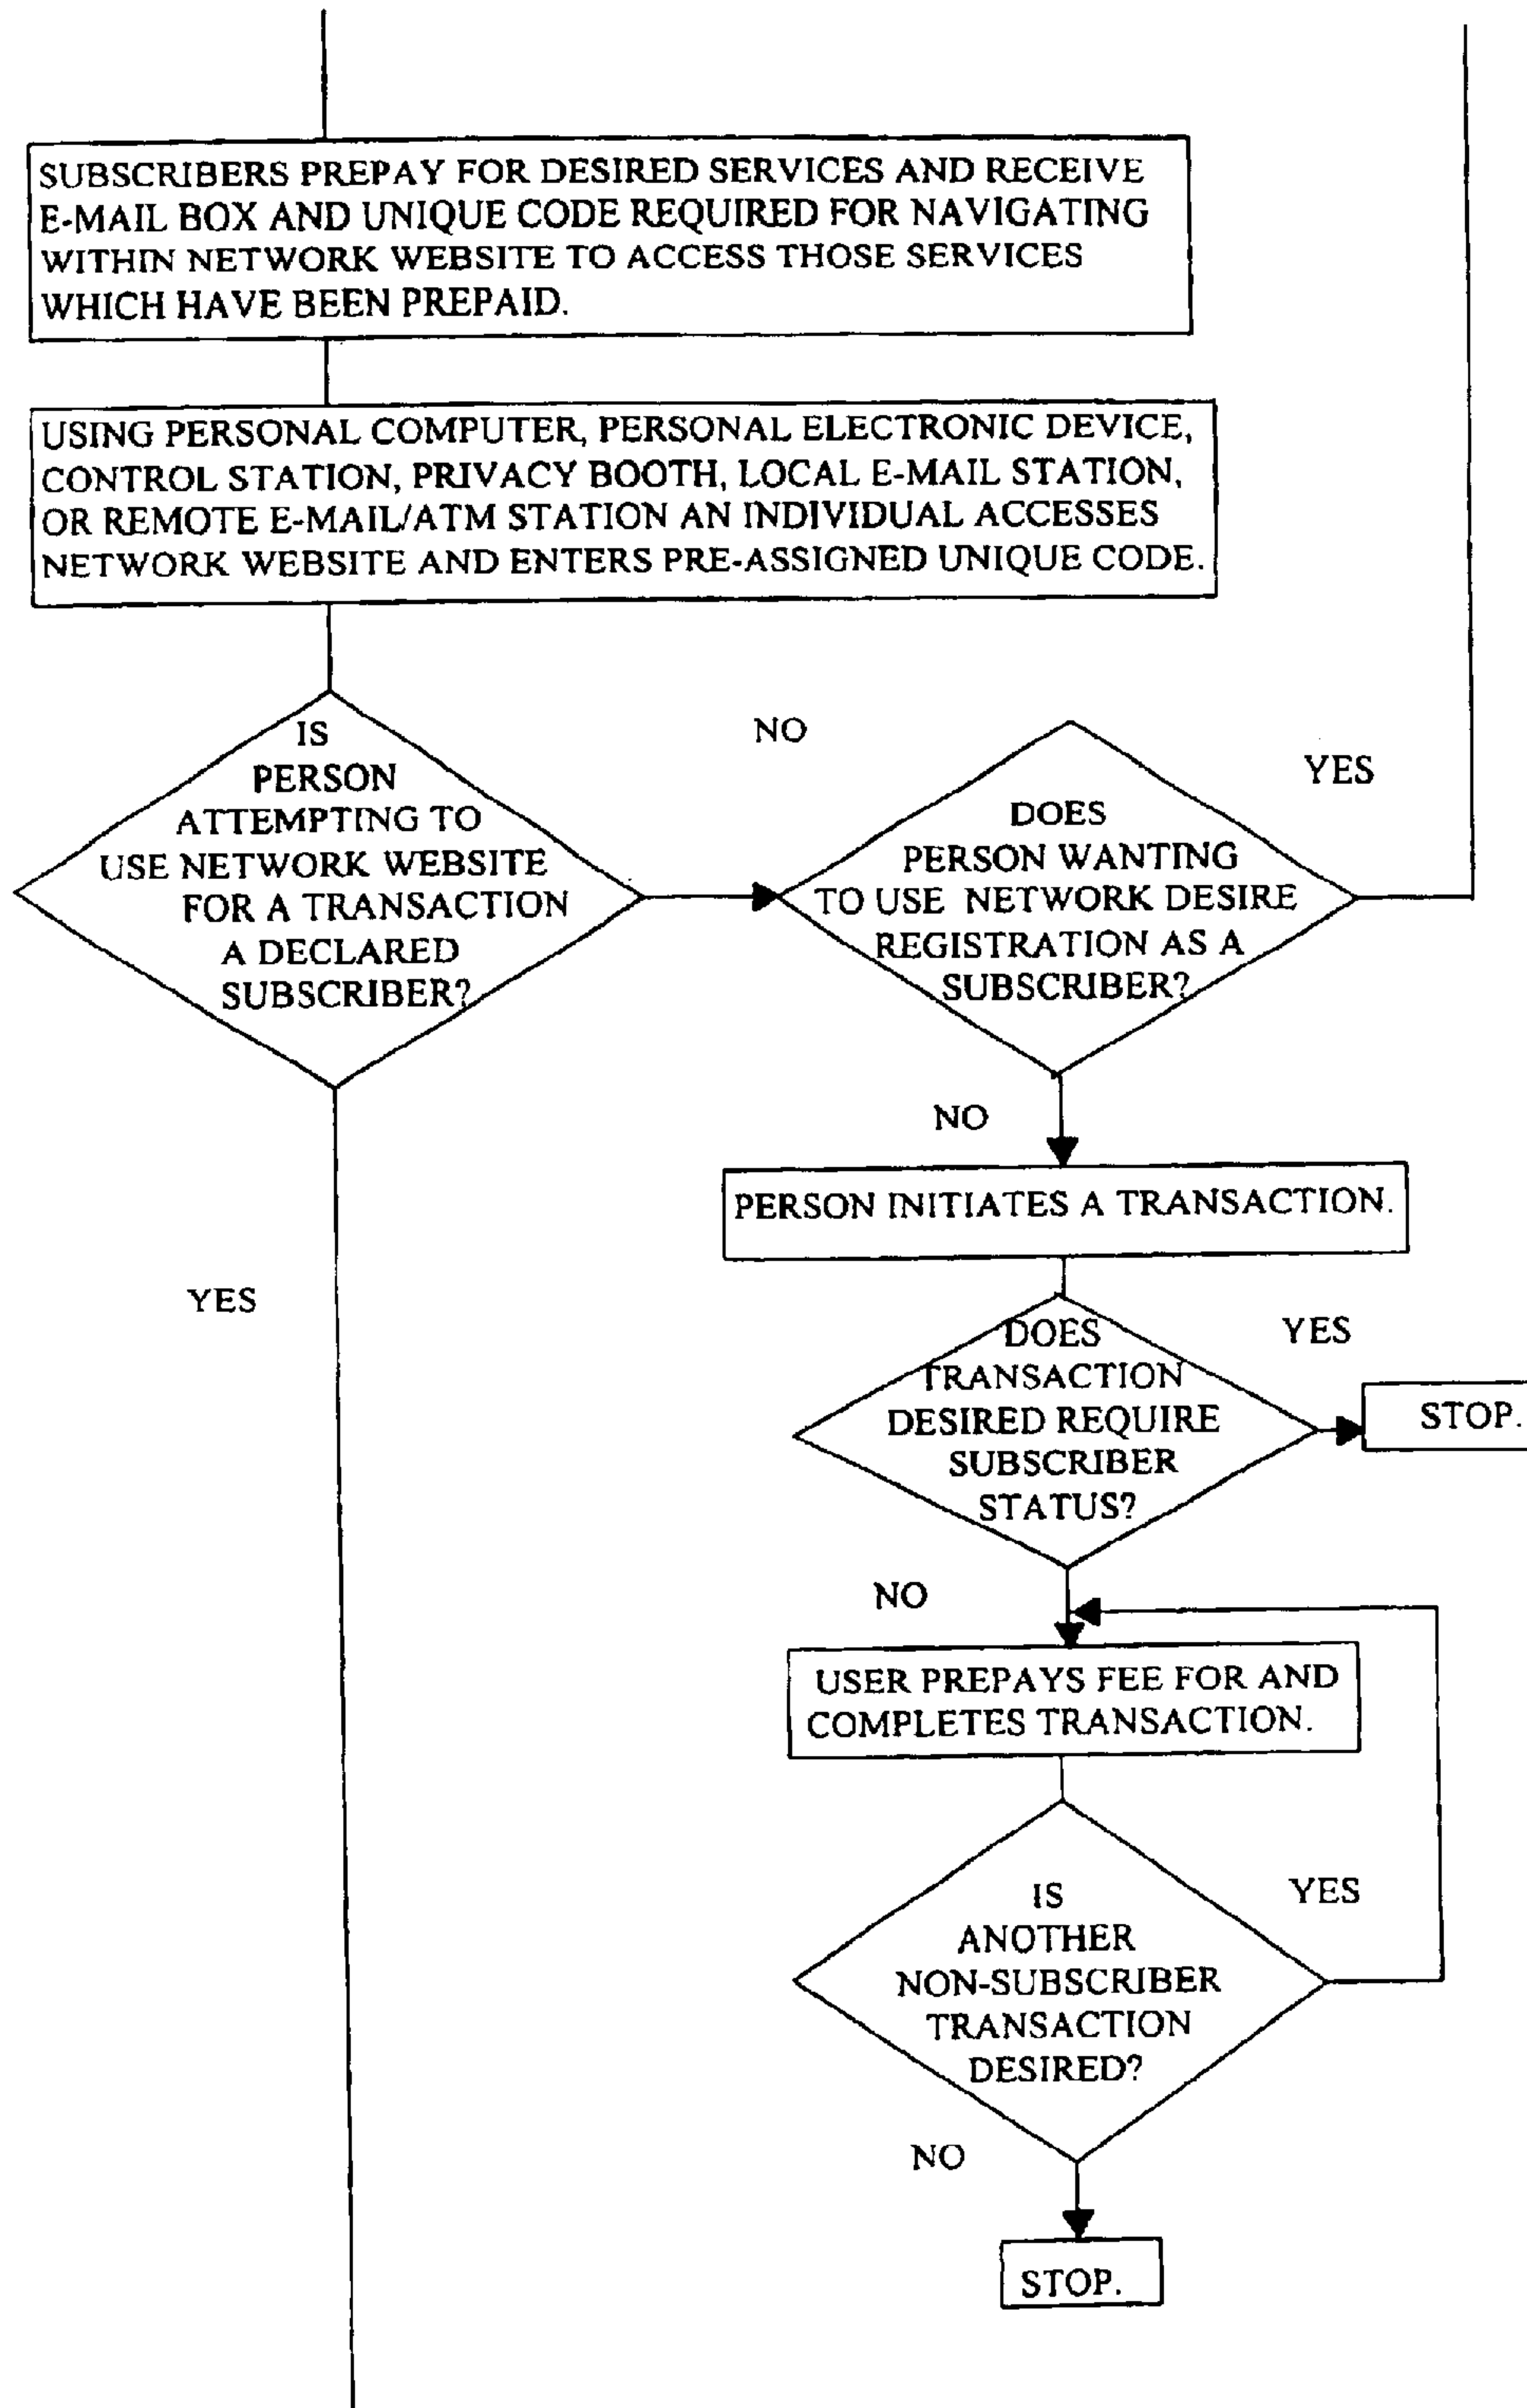 SUBSCRIBERS PREPAY FOR DESIRED SERVICES AND RECEIVE
E-MAIL BOX AND UNIQUE CODE REQUIRED FOR NAVIGATING
WITHIN NETWORK WEBSITE TO ACCESS THOSE SERVICES
WHICH HAVE BEEN PREPAID.
USING PERSONAL COMPUTER, PERSONAL ELECTRONIC DEVICE,
CONTROL STATION, PRIVACY BOOTH, LOCAL E-MAIL STATION,
OR REMOTE E-MAIL/ATM STATION AN INDIVIDUAL ACCESSES
NETWORK WEBSITE AND ENTERS PRE-ASSIGNED UNIQUE CODE.
IS
PERSON
ATTEMPTING TO
USE NETWORK WEBSITE
FOR A TRANSACTION
A DECLARED
SUBSCRIBER?
NO
DOES
PERSON WANTING
TO USE NETWORK DESIRE
REGISTRATION AS A
SUBSCRIBER?
YES
NO
PERSON INITIATES A TRANSACTION.
YES
DOES
TRANSACTION
DESIRED REQUIRE
SUBSCRIBER
STATUS?
YES
STOP.
NO
USER PREPAYS FEE FOR AND
COMPLETES TRANSACTION.
IS
ANOTHER
NON-SUBSCRIBER
TRANSACTION
DESIRED?
YES
NO
STOP.